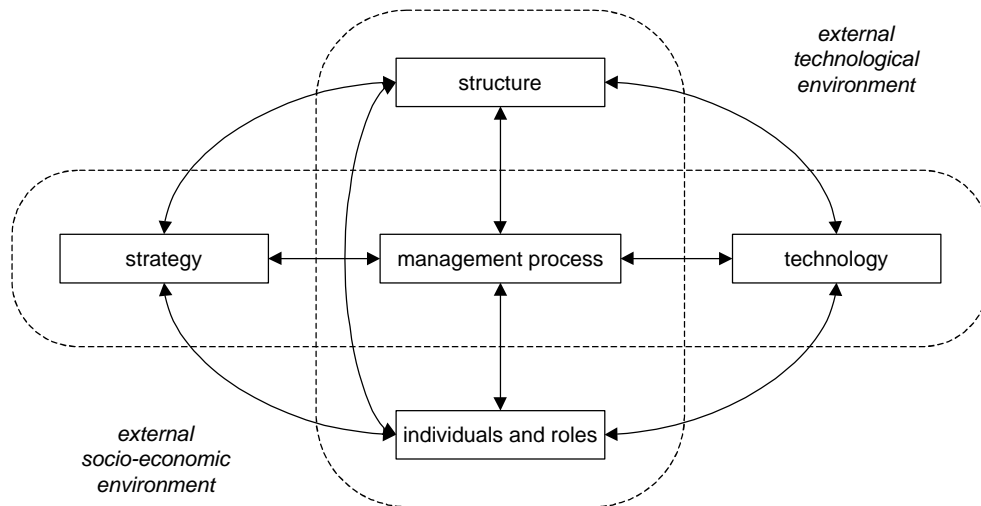 external
technological
environment
structure
strategy
management process
technology
individuals and roles
external
socio-economic
environment